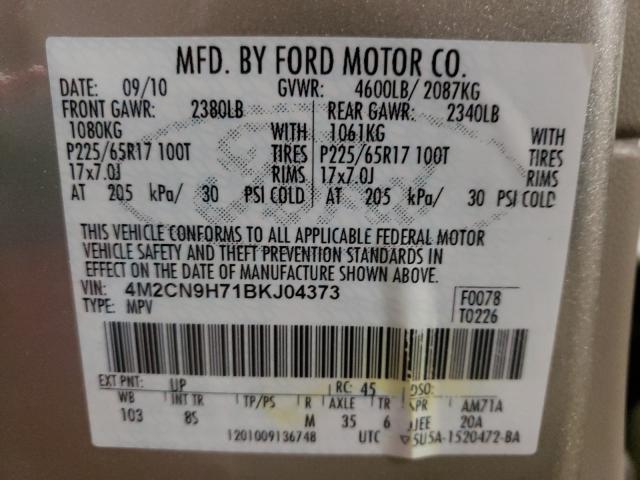 MFD. BY FORD MOTOR CO.
DATE: 09/10 GVWR: 4600LB/ 2087KG
FRONT GAWR: 2380LB REAR GAWR: 2340LB
1080KG WITH 1061KG WITH
P225/65R17 100T TIRES P225/65R17 100T TIRES
17x7.0J RIMS 17x7.0J RIMS
AT 205 kPa/ 30 PSI COLD AT 205 kPa/ 30 PSI COLD
THIS VEHICLE CONFORMS TO ALL APPLICABLE FEDERAL MOTOR
VEHICLE SAFETY AND THEFT PREVENTION STANDARDS IN
EFFECT ON THE DATE OF MANUFACTURE SHOWN ABOVE.
VIN: 4M2CN9H71BKJ04373 F0078
TYPE: MPV T0226
EXT PNT: UP RC: 45 DSO:
WB INT TR TP/PS R AXLE TR SPR AM71A
103 8S M 35 6 JEE 20A
1201009136748 UTC 5U5A-1520472-BA